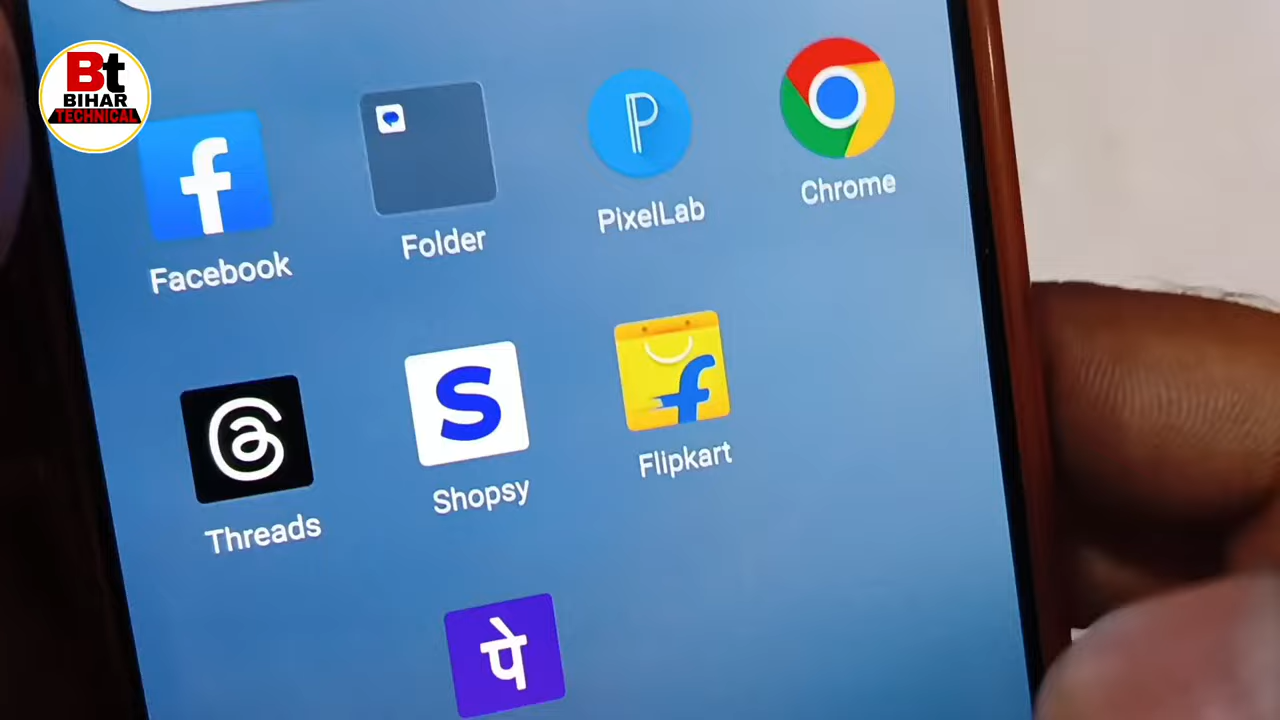 Bt
BIHAR
TECHNICAL
Facebook
Folder
PixelLab
Chrome
Threads
Shopsy
Flipkart
पे